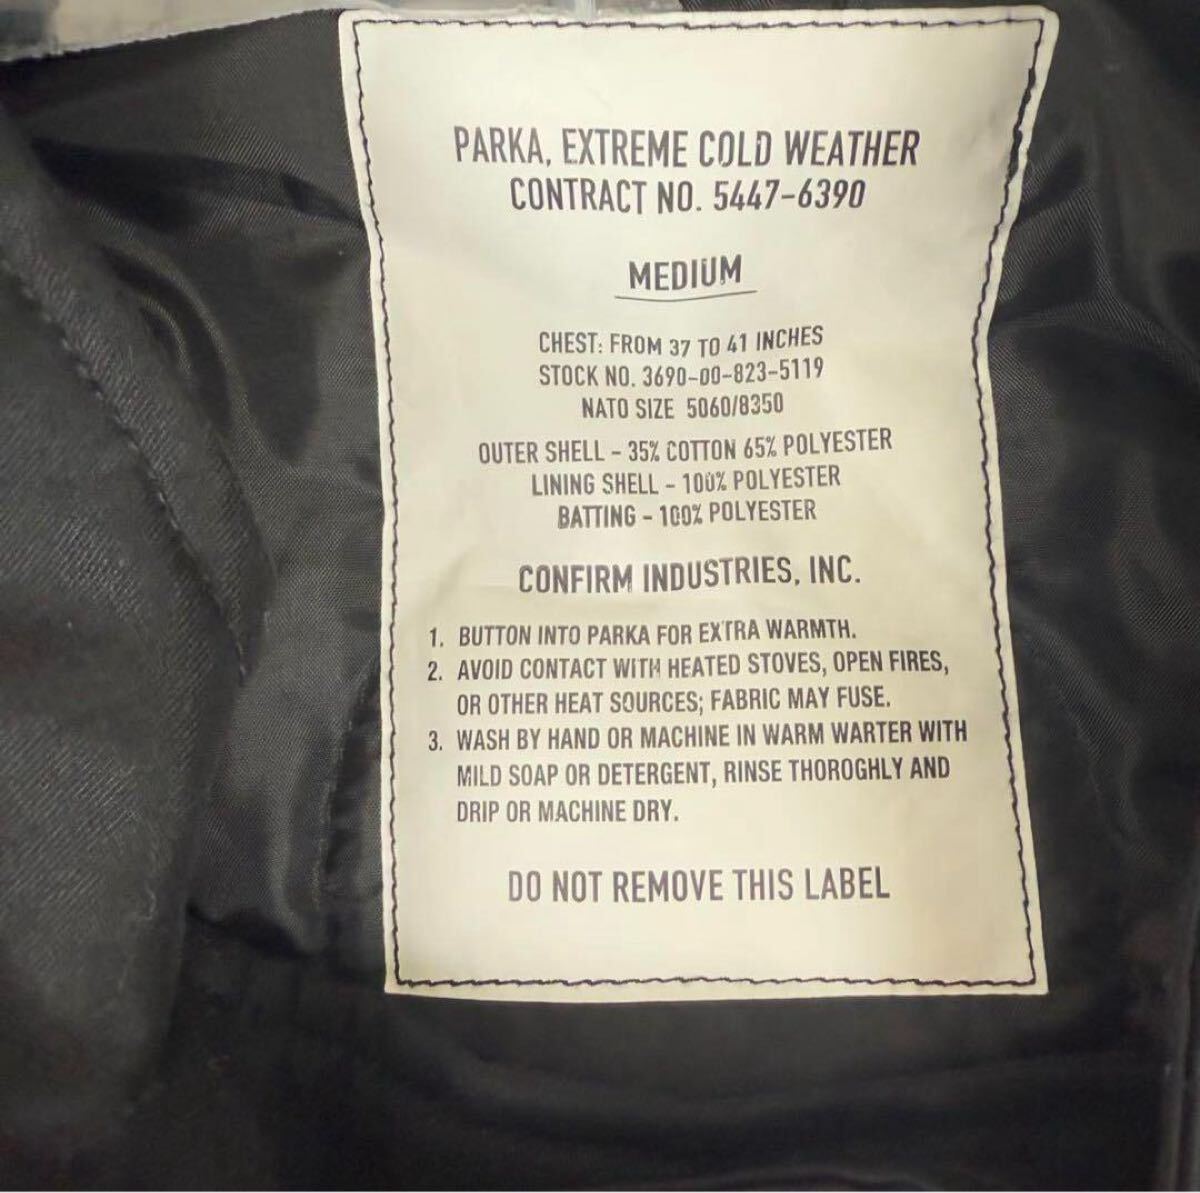 PARKA, EXTREME COLD WEATHER
CONTRACT NO. 5447-6390
MEDIUM
CHEST: FROM 37 TO 41 INCHES
STOCK NO. 3690-00-823-5119
NATO SIZE 5060/8350
OUTER SHELL - 35% COTTON 65% POLYESTER
LINING SHELL - 100% POLYESTER
BATTING - 100% POLYESTER
CONFIRM INDUSTRIES, INC.
1. BUTTON INTO PARKA FOR EXTRA WARMTH.
2. AVOID CONTACT WITH HEATED STOVES, OPEN FIRES,
OR OTHER HEAT SOURCES; FABRIC MAY FUSE.
3. WASH BY HAND OR MACHINE IN WARM WARTER WITH
MILD SOAP OR DETERGENT, RINSE THOROGHLY AND
DRIP OR MACHINE DRY.
DO NOT REMOVE THIS LABEL